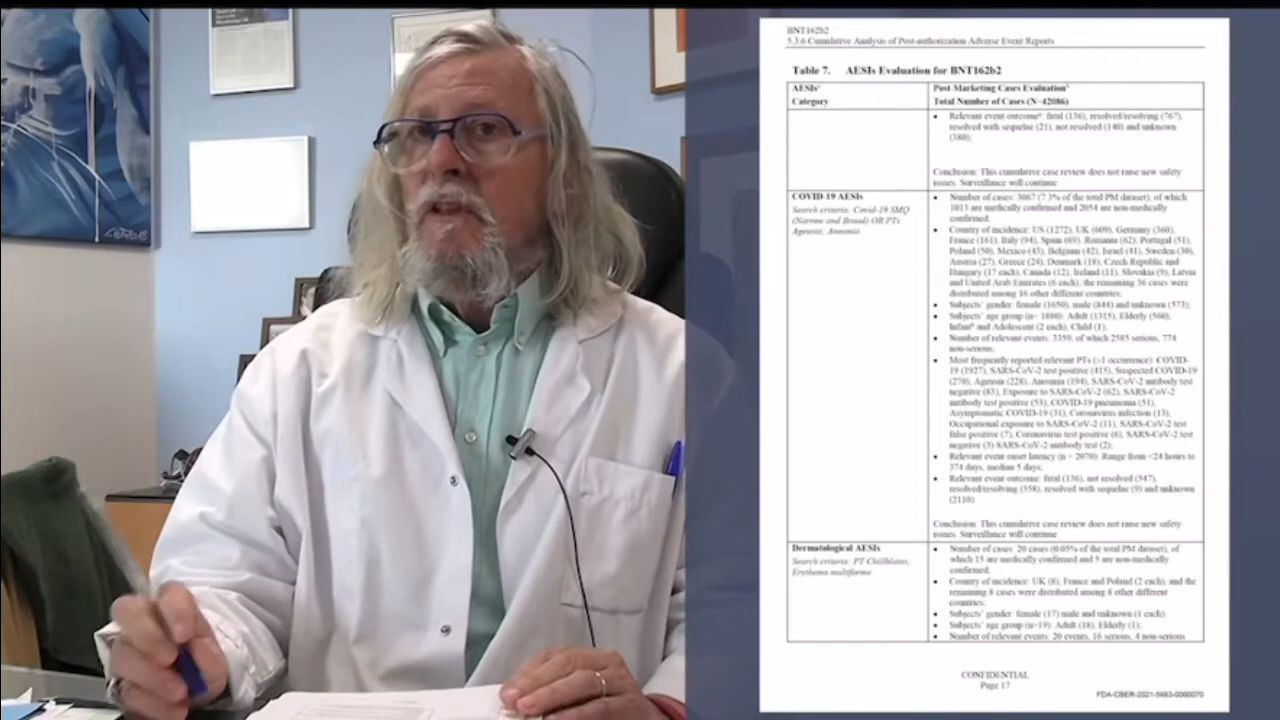 BNT162b2
5.3.6 Cumulative Analysis of Post-authorization Adverse Event Reports
Table 7. AESIs Evaluation for BNT162b2
AESIs
Category
Post-Marketing Cases Evaluation
Total Number of Cases (N=42086)
• Relevant event outcome: fatal (136), resolved/resolving (767),
resolved with sequelae (21), not resolved (140) and unknown
(380);
Conclusion: This cumulative case review does not raise new safety
issues. Surveillance will continue
COVID-19 AESIs
Search criteria: Covid-19 SMQ
(Narrow and Broad) OR PTs
Ageusia; Anosmia
• Number of cases: 3067 (7.3% of the total PM dataset), of which
1013 are medically confirmed and 2054 are non-medically
confirmed;
• Country of incidence: US (1272), UK (609), Germany (360),
France (161), Italy (94), Spain (69), Romania (62), Portugal (51),
Poland (50), Mexico (43), Belgium (42), Israel (41), Sweden (30),
Austria (27), Greece (24), Denmark (18), Czech Republic and
Hungary (17 each), Canada (12), Ireland (11), Slovakia (9), Latvia
and United Arab Emirates (6 each); the remaining 36 cases were
distributed among 16 other different countries;
• Subjects' gender: female (1650), male (844) and unknown (573);
• Subjects' age group (n= 1880): Adult (1315), Elderly (560),
Infant and Adolescent (2 each), Child (1);
• Number of relevant events: 3359, of which 2585 serious, 774
non-serious;
• Most frequently reported relevant PTs (>1 occurrence): COVID-
19 (1927), SARS-CoV-2 test positive (415), Suspected COVID-19
(270), Ageusia (228), Anosmia (194), SARS-CoV-2 antibody test
negative (83), Exposure to SARS-CoV-2 (62), SARS-CoV-2
antibody test positive (53), COVID-19 pneumonia (51),
Asymptomatic COVID-19 (31), Coronavirus infection (13),
Occupational exposure to SARS-CoV-2 (11), SARS-CoV-2 test
false positive (7), Coronavirus test positive (6), SARS-CoV-2 test
negative (3) SARS-CoV-2 antibody test (2);
• Relevant event onset latency (n = 2070): Range from <24 hours to
374 days, median 5 days;
• Relevant event outcome: fatal (136), not resolved (547),
resolved/resolving (558), resolved with sequelae (9) and unknown
(2110).
Conclusion: This cumulative case review does not raise new safety
issues. Surveillance will continue
Dermatological AESIs
Search criteria: PT Chillblains;
Erythema multiforme
• Number of cases: 20 cases (0.05% of the total PM dataset), of
which 15 are medically confirmed and 5 are non-medically
confirmed;
• Country of incidence: UK (8), France and Poland (2 each), and the
remaining 8 cases were distributed among 8 other different
countries;
• Subjects' gender: female (17) male and unknown (1 each);
• Subjects' age group (n=19): Adult (18), Elderly (1);
• Number of relevant events: 20 events, 16 serious, 4 non-serious
CONFIDENTIAL
Page 17
FDA-CBER-2021-5683-0000070